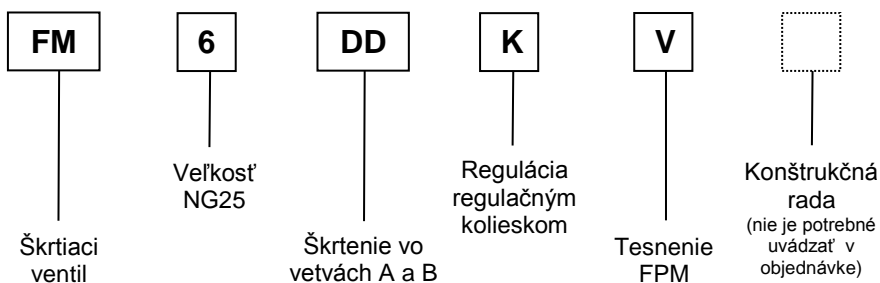 FM 6 DD K V
Veľkosť
NG25
Regulácia
regulačným
kolieskom
Konštrukčná
rada
(nie je potrebné
uvádzať v
objednávke)
Škrtiaci
ventil
Škrtenie vo
vetvách A a B
Tesnenie
FPM